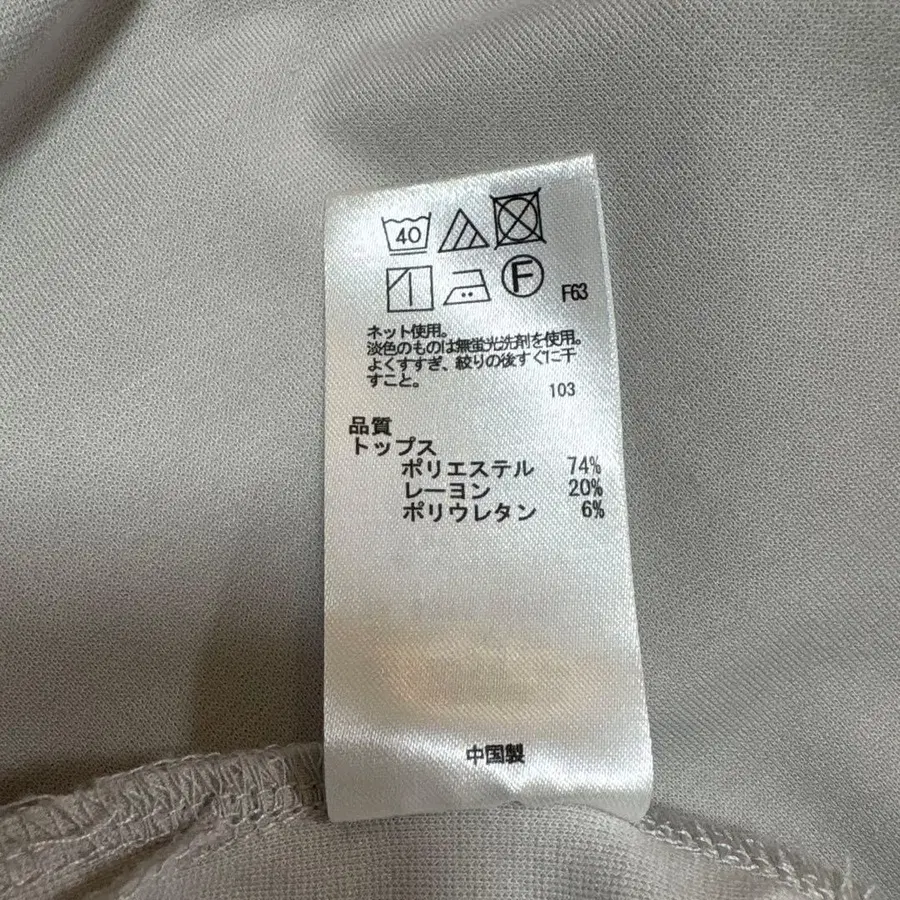 40
F F63
ネット使用。
淡色のものは無蛍光洗剤を使用。
よくすすぎ、絞りの後すぐに干
すこと。
103
品質
トップス
ポリエステル 74%
レーヨン 20%
ポリウレタン 6%
中国製